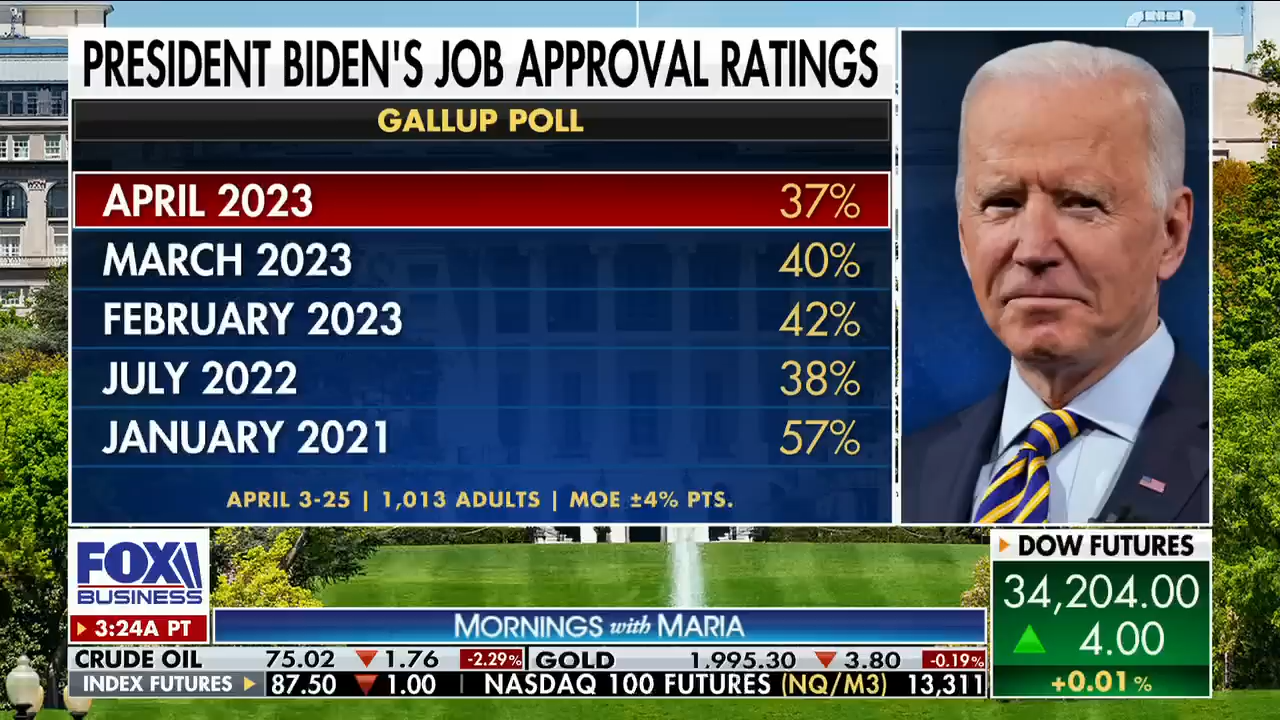 PRESIDENT BIDEN'S JOB APPROVAL RATINGS
GALLUP POLL
APRIL 2023 37%
MARCH 2023 40%
FEBRUARY 2023 42%
JULY 2022 38%
JANUARY 2021 57%
APRIL 3-25 | 1,013 ADULTS | MOE ±4% PTS.
FOX
BUSINESS
3:24A PT
MORNINGS with MARIA
DOW FUTURES
34,204.00
4.00
+0.01%
CRUDE OIL 75.02 1.76 -2.29% GOLD 1,995.30 3.80 -0.19%
INDEX FUTURES 87.50 1.00 | NASDAQ 100 FUTURES (NQ/M3) 13,311